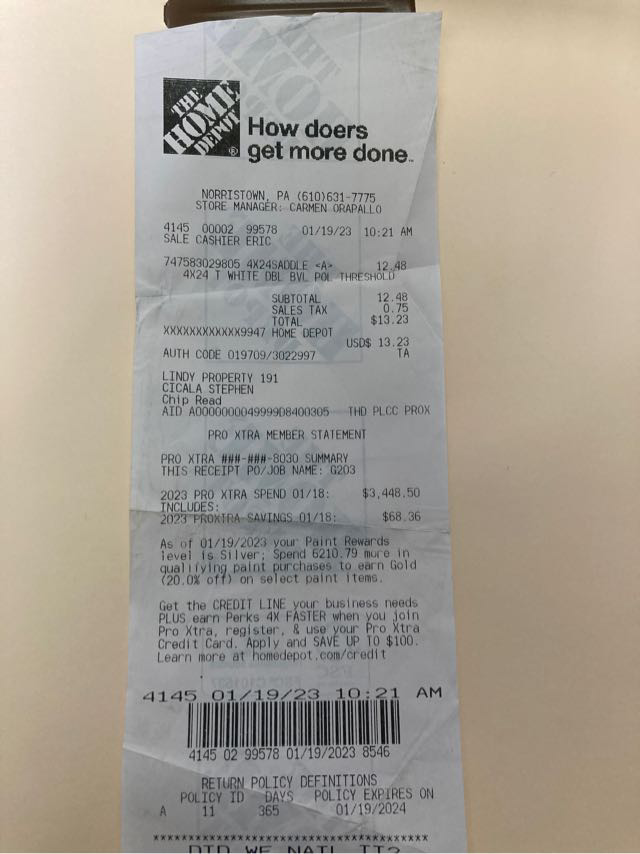 THE
HOME
DEPOT
How doers
get more done.
NORRISTOWN, PA (610)631-7775
STORE MANAGER: CARMEN ORAPALLO
4145 00002 99578 01/19/23 10:21 AM
SALE CASHIER ERIC
747583029805 4X24SADDLE <A> 12.48
4X24 T WHITE DBL BVL POL THRESHOLD
SUBTOTAL 12.48
SALES TAX 0.75
TOTAL $13.23
XXXXXXXXXXXX9947 HOME DEPOT
USD$ 13.23
AUTH CODE 019709/3022997 TA
LINDY PROPERTY 191
CICALA STEPHEN
Chip Read
AID A0000000049999D8400305 THD PLCC PROX
PRO XTRA MEMBER STATEMENT
PRO XTRA ###-###-8030 SUMMARY
THIS RECEIPT PO/JOB NAME: G203
2023 PRO XTRA SPEND 01/18: $3,448.50
INCLUDES:
2023 PROXTRA SAVINGS 01/18: $68.36
As of 01/19/2023 your Paint Rewards
level is Silver; Spend 6210.79 more in
qualifying paint purchases to earn Gold
(20.0% off) on select paint items.
Get the CREDIT LINE your business needs
PLUS earn Perks 4X FASTER when you join
Pro Xtra, register, & use your Pro Xtra
Credit Card. Apply and SAVE UP TO $100.
Learn more at homedepot.com/credit
4145 01/19/23 10:21 AM
4145 02 99578 01/19/2023 8546
RETURN POLICY DEFINITIONS
POLICY ID DAYS POLICY EXPIRES ON
A 11 365 01/19/2024
****************************************
DID WE NAIL IT?